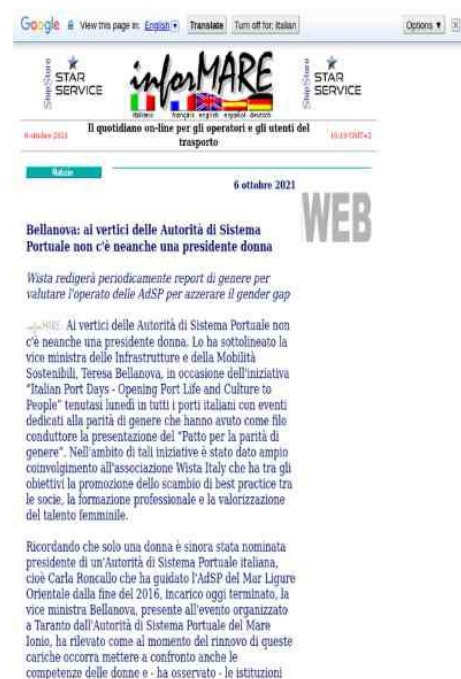 Google View this page in: English Translate Turn off for: Italian Options
ShipStore STAR SERVICE
inforMARE
ShipStore STAR SERVICE
italiano français english español deutsch
6 ottobre 2021 Il quotidiano on-line per gli operatori e gli utenti del trasporto
Notizie
6 ottobre 2021
WEB
Bellanova: ai vertici delle Autorità di Sistema
Portuale non c'è neanche una presidente donna
Wista redigerà periodicamente report di genere per
valutare l'operato delle AdSP per azzerare il gender gap
inforMARE Ai vertici delle Autorità di Sistema Portuale non
c'è neanche una presidente donna. Lo ha sottolineato la
vice ministra delle Infrastrutture e della Mobilità
Sostenibili, Teresa Bellanova, in occasione dell'iniziativa
"Italian Port Days - Opening Port Life and Culture to
People" tenutasi lunedì in tutti i porti italiani con eventi
dedicati alla parità di genere che hanno avuto come filo
conduttore la presentazione del "Patto per la parità di
genere". Nell'ambito di tali iniziative è stato dato ampio
coinvolgimento all'associazione Wista Italy che ha tra gli
obiettivi la promozione dello scambio di best practice tra
le socie, la formazione professionale e la valorizzazione
del talento femminile.
Ricordando che solo una donna è sinora stata nominata
presidente di un'Autorità di Sistema Portuale italiana,
cioè Carla Roncallo che ha guidato l'AdSP del Mar Ligure
Orientale dalla fine del 2016, incarico oggi terminato, la
vice ministra Bellanova, presente all'evento organizzato
a Taranto dall'Autorità di Sistema Portuale del Mare
Ionio, ha rilevato come al momento del rinnovo di queste
cariche occorra mettere a confronto anche le
competenze delle donne e - ha osservato - le istituzioni